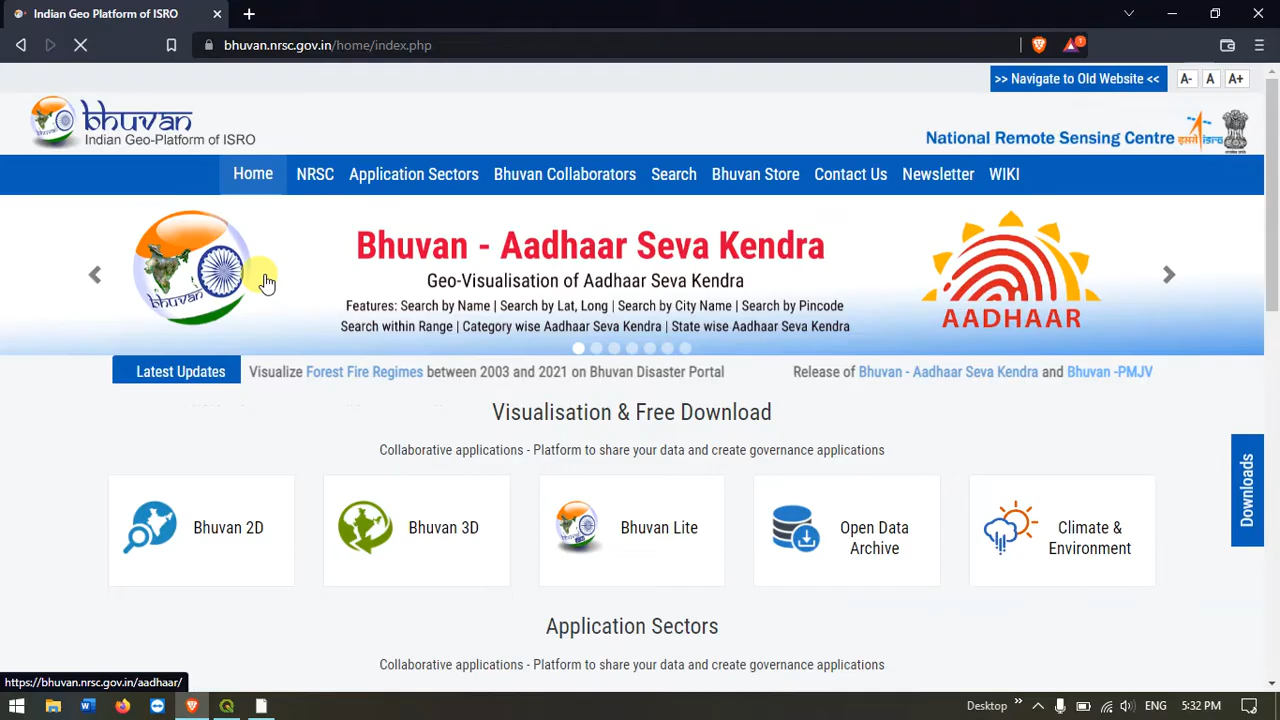 Indian Geo Platform of ISRO
bhuvan.nrsc.gov.in/home/index.php
>> Navigate to Old Website <<
A-
A
A+
bhuvan
Indian Geo-Platform of ISRO
National Remote Sensing Centre
इसरो isro
Home
NRSC
Application Sectors
Bhuvan Collaborators
Search
Bhuvan Store
Contact Us
Newsletter
WIKI
bhuvan
Bhuvan - Aadhaar Seva Kendra
Geo-Visualisation of Aadhaar Seva Kendra
Features: Search by Name | Search by Lat, Long | Search by City Name | Search by Pincode
Search within Range | Category wise Aadhaar Seva Kendra | State wise Aadhaar Seva Kendra
AADHAAR
Latest Updates
Visualize Forest Fire Regimes between 2003 and 2021 on Bhuvan Disaster Portal
Release of Bhuvan - Aadhaar Seva Kendra and Bhuvan -PMJV
Visualisation & Free Download
Collaborative applications - Platform to share your data and create governance applications
Bhuvan 2D
Bhuvan 3D
Bhuvan Lite
Open Data
Archive
Climate &
Environment
Downloads
Application Sectors
Collaborative applications - Platform to share your data and create governance applications
https://bhuvan.nrsc.gov.in/aadhaar/
Desktop
ENG
5:32 PM